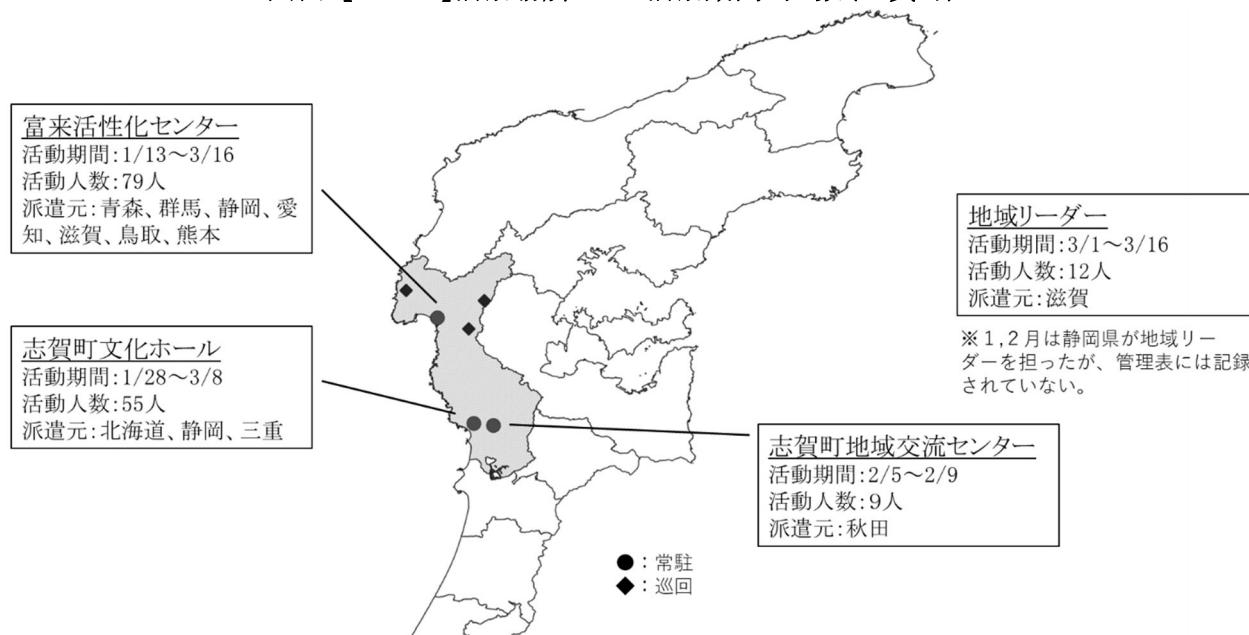 富来活性化センター
活動期間:1/13～3/16
活動人数:79人
派遣元:青森、群馬、静岡、愛
知、滋賀、鳥取、熊本
志賀町文化ホール
活動期間:1/28～3/8
活動人数:55人
派遣元:北海道、静岡、三重
地域リーダー
活動期間:3/1～3/16
活動人数:12人
派遣元:滋賀
※1,2月は静岡県が地域リー
ダーを担ったが、管理表には記録
されていない。
志賀町地域交流センター
活動期間:2/5～2/9
活動人数:9人
派遣元:秋田
●：常駐
◆：巡回